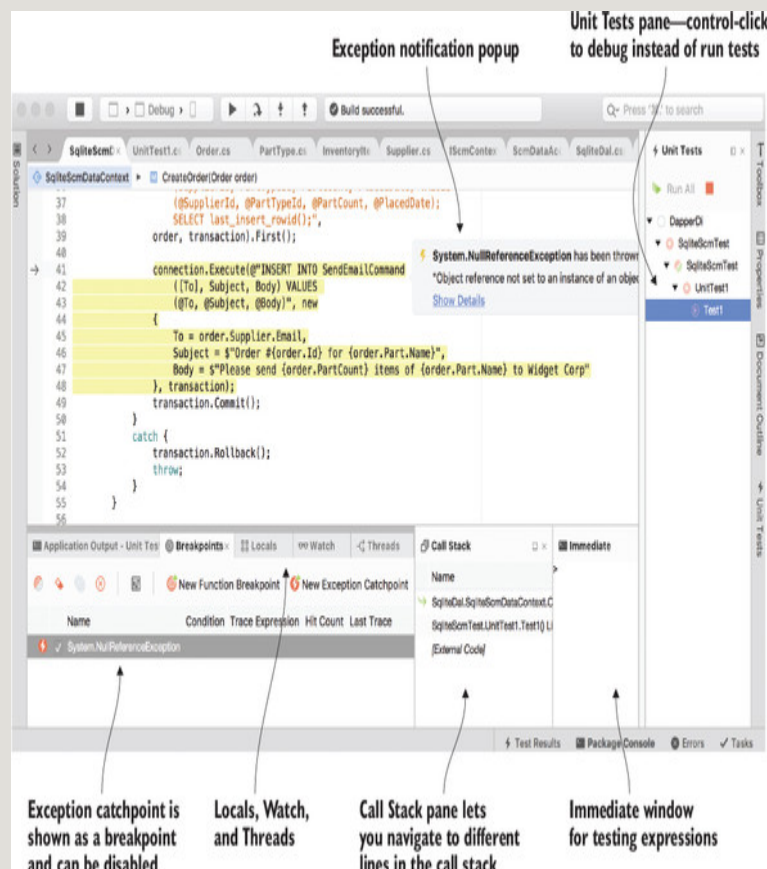 Unit Tests pane—control-click
to debug instead of run tests
Exception notification popup
Debug
Build successful.
Press '⌘.' to search
Solution
UnitTest1.c
Order.cs
PartType.c
Supplier.cs
SqliteDal.cs
Unit Tests
Toolbox
SqliteScmDataContext
CreateOrder(Order order)
Run All
37 (@SupplierId, @PartTypeId, @PartCount, @PlacedDate);
38 SELECT last_insert_rowid();",
39 order, transaction).First();
40
41 connection.Execute(@"INSERT INTO SendEmailCommand
42 ([To], Subject, Body) VALUES
43 (@To, @Subject, @Body)", new
44 {
45 To = order.Supplier.Email,
46 Subject = $"Order #{order.Id} for {order.Part.Name}",
47 Body = $"Please send {order.PartCount} items of {order.Part.Name} to Widget Corp"
48 }, transaction);
49 transaction.Commit();
50 }
51 catch {
52 transaction.Rollback();
53 throw;
54 }
55 }
56
System.NullReferenceException has been thrown
"Object reference not set to an instance of an objec
Show Details
DapperDi
SqliteScmTest
SqliteScmTest
UnitTest1
Test1
Properties
Document Outline
Unit Tests
Application Output - Unit Tes
Breakpoints
Locals
Watch
Threads
Call Stack
Immediate
New Function Breakpoint
New Exception Catchpoint
Name
Name Condition Trace Expression Hit Count Last Trace
SqliteDal.SqliteScmDataContext.C
System.NullReferenceException
SqliteScmTest.UnitTest1.Test1() Li
[External Code]
Test Results
Package Console
Errors
Tasks
Exception catchpoint is
shown as a breakpoint
and can be disabled
Locals, Watch,
and Threads
Call Stack pane lets
you navigate to different
lines in the call stack
Immediate window
for testing expressions